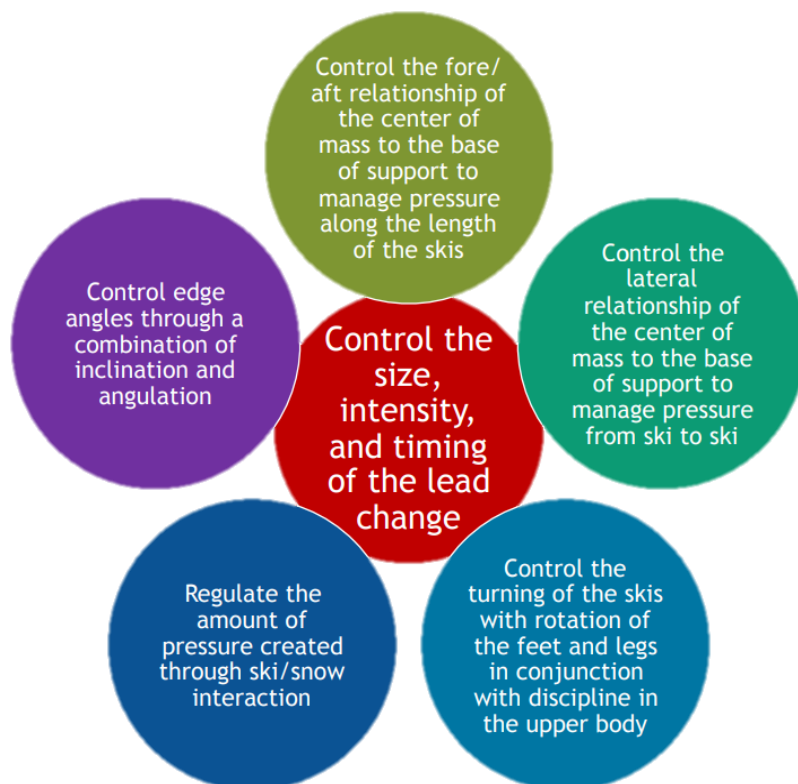 Control the fore/
aft relationship of
the center of
mass to the base
of support to
manage pressure
along the length
of the skis
Control edge
angles through a
combination of
inclination and
angulation
Control the
size,
intensity,
and timing
of the lead
change
Control the
lateral
relationship of
the center of
mass to the base
of support to
manage pressure
from ski to ski
Regulate the
amount of
pressure created
through ski/snow
interaction
Control the
turning of the skis
with rotation of
the feet and legs
in conjunction
with discipline in
the upper body